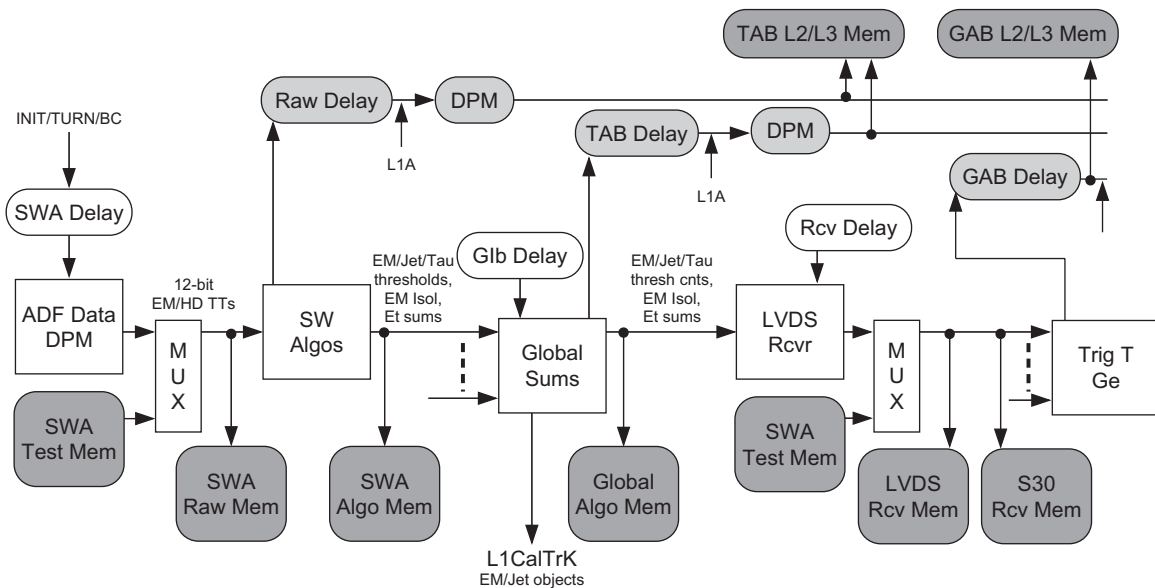 TAB L2/L3 Mem
GAB L2/L3 Mem
Raw Delay
DPM
INIT/TURN/BC
TAB Delay
DPM
L1A
L1A
GAB Delay
SWA Delay
Rcv Delay
Glb Delay
EM/Jet/Tau
thresholds,
EM Isol,
Et sums
EM/Jet/Tau
thresh cnts,
EM Isol,
Et sums
12-bit
EM/HD TTs
ADF Data
DPM
MUX
SW
Algos
Global
Sums
LVDS
Rcvr
MUX
Trig T
Ge
SWA
Test Mem
SWA
Raw Mem
SWA
Algo Mem
Global
Algo Mem
SWA
Test Mem
LVDS
Rcv Mem
S30
Rcv Mem
L1CalTrK
EM/Jet objects